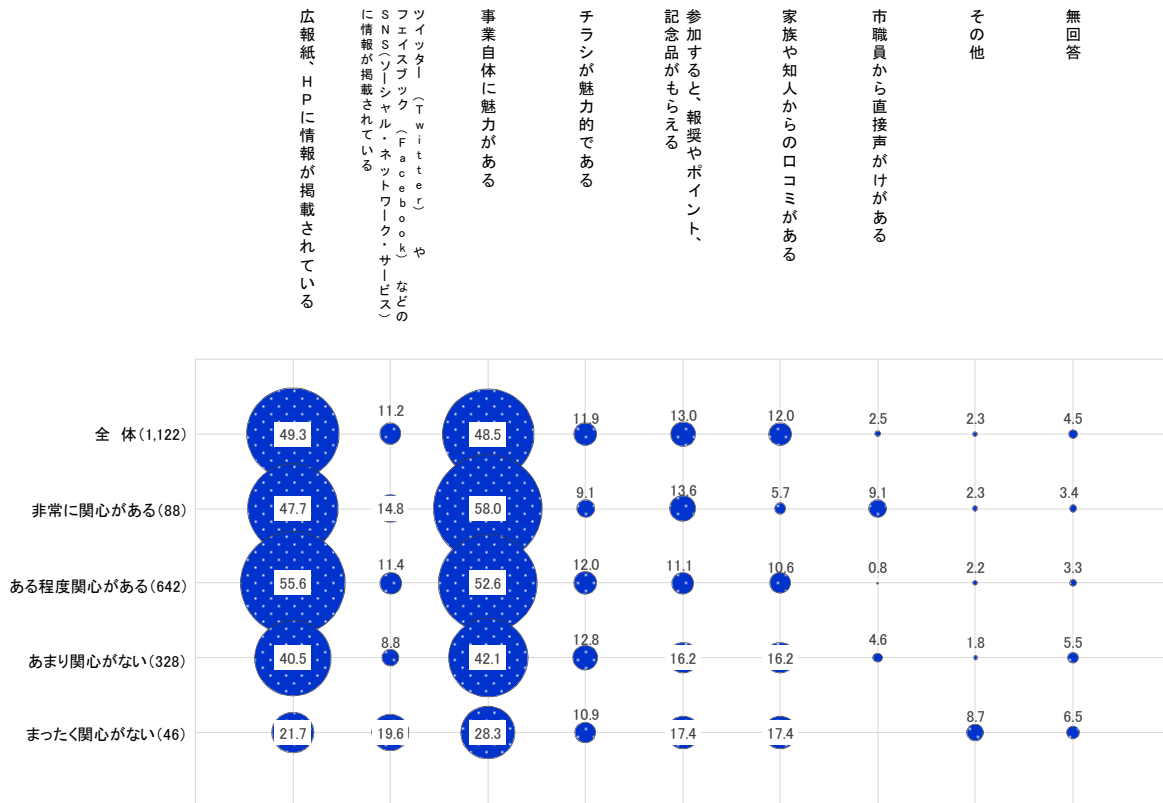 広報紙、HPに情報が掲載されている
ツイッター（Twitter）や
フェイスブック（Facebook）などの
SNS（ソーシャル・ネットワーク・サービス）
に情報が掲載されている
事業自体に魅力がある
チラシが魅力的である
参加すると、報奨やポイント、
記念品がもらえる
家族や知人からの口コミがある
市職員から直接声がけがある
その他
無回答
全　体(1,122)
49.3
11.2
48.5
11.9
13.0
12.0
2.5
2.3
4.5
非常に関心がある(88)
47.7
14.8
58.0
9.1
13.6
5.7
9.1
2.3
3.4
ある程度関心がある(642)
55.6
11.4
52.6
12.0
11.1
10.6
0.8
2.2
3.3
あまり関心がない(328)
40.5
8.8
42.1
12.8
16.2
16.2
4.6
1.8
5.5
まったく関心がない(46)
21.7
19.6
28.3
10.9
17.4
17.4
8.7
6.5